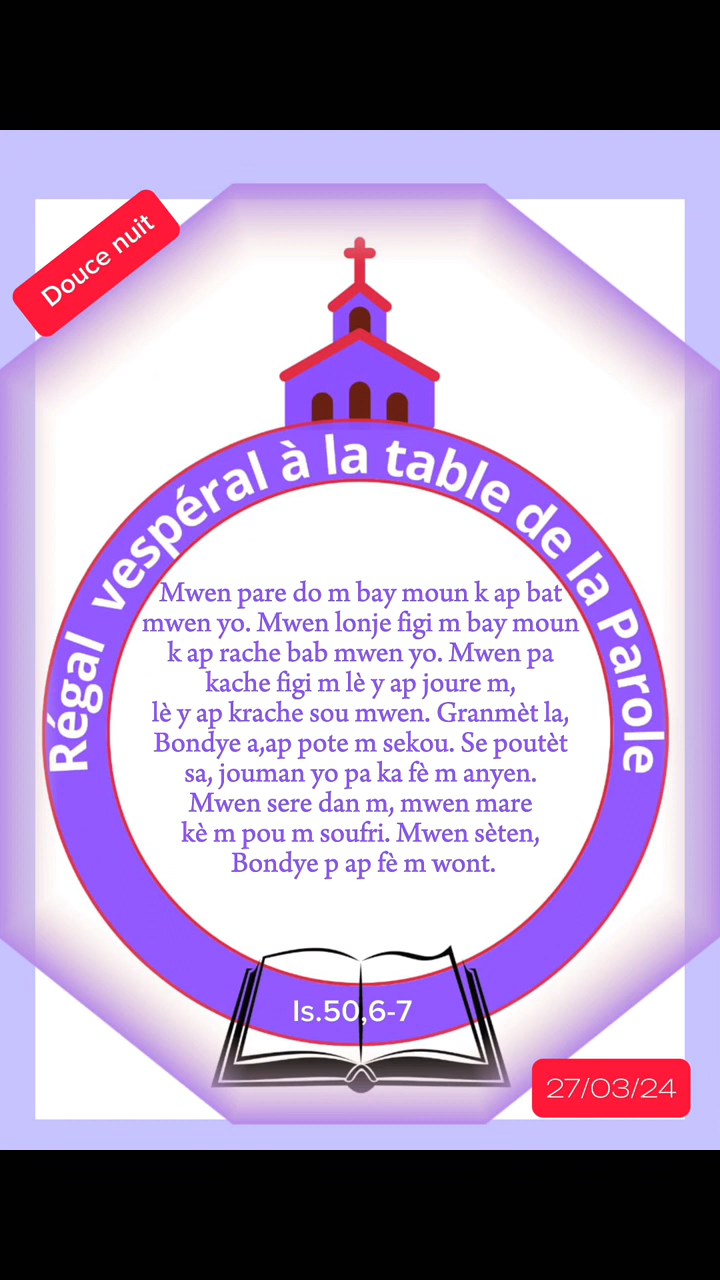 Douce nuit
Régal vespéral à la table de la Parole
Mwen pare do m bay moun k ap bat
mwen yo. Mwen lonje figi m bay moun
k ap rache bab mwen yo. Mwen pa
kache figi m lè y ap joure m,
lè y ap krache sou mwen. Granmèt la,
Bondye a,ap pote m sekou. Se poutèt
sa, jouman yo pa ka fè m anyen.
Mwen sere dan m, mwen mare
kè m pou m soufri. Mwen sèten,
Bondye p ap fè m wont.
Is.50,6-7
27/03/24